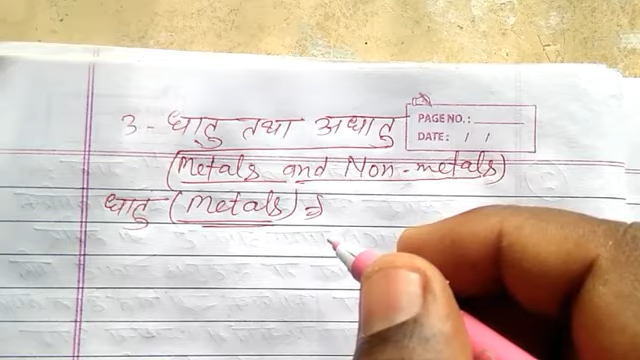 3 - धातु तथा अधातु
PAGE NO.:
DATE: / /
(Metals and Non-metals)
धातु (Metals) ⇒